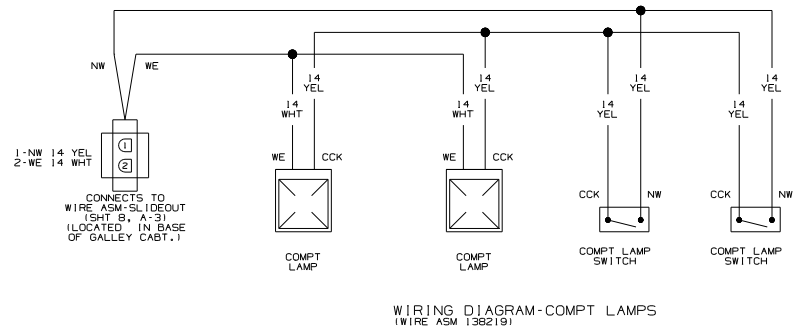 NW
WE
14
YEL
14
YEL
14
YEL
14
YEL
14
YEL
14
YEL
14
WHT
14
WHT
1-NW 14 YEL
2-WE 14 WHT
1
2
WE
CCK
WE
CCK
CCK
NW
CCK
NW
CONNECTS TO
WIRE ASM-SLIDEOUT
(SHT 8, A-3)
(LOCATED IN BASE
OF GALLEY CABT.)
COMPT
LAMP
COMPT
LAMP
COMPT LAMP
SWITCH
COMPT LAMP
SWITCH
WIRING DIAGRAM-COMPT LAMPS
(WIRE ASM 138219)